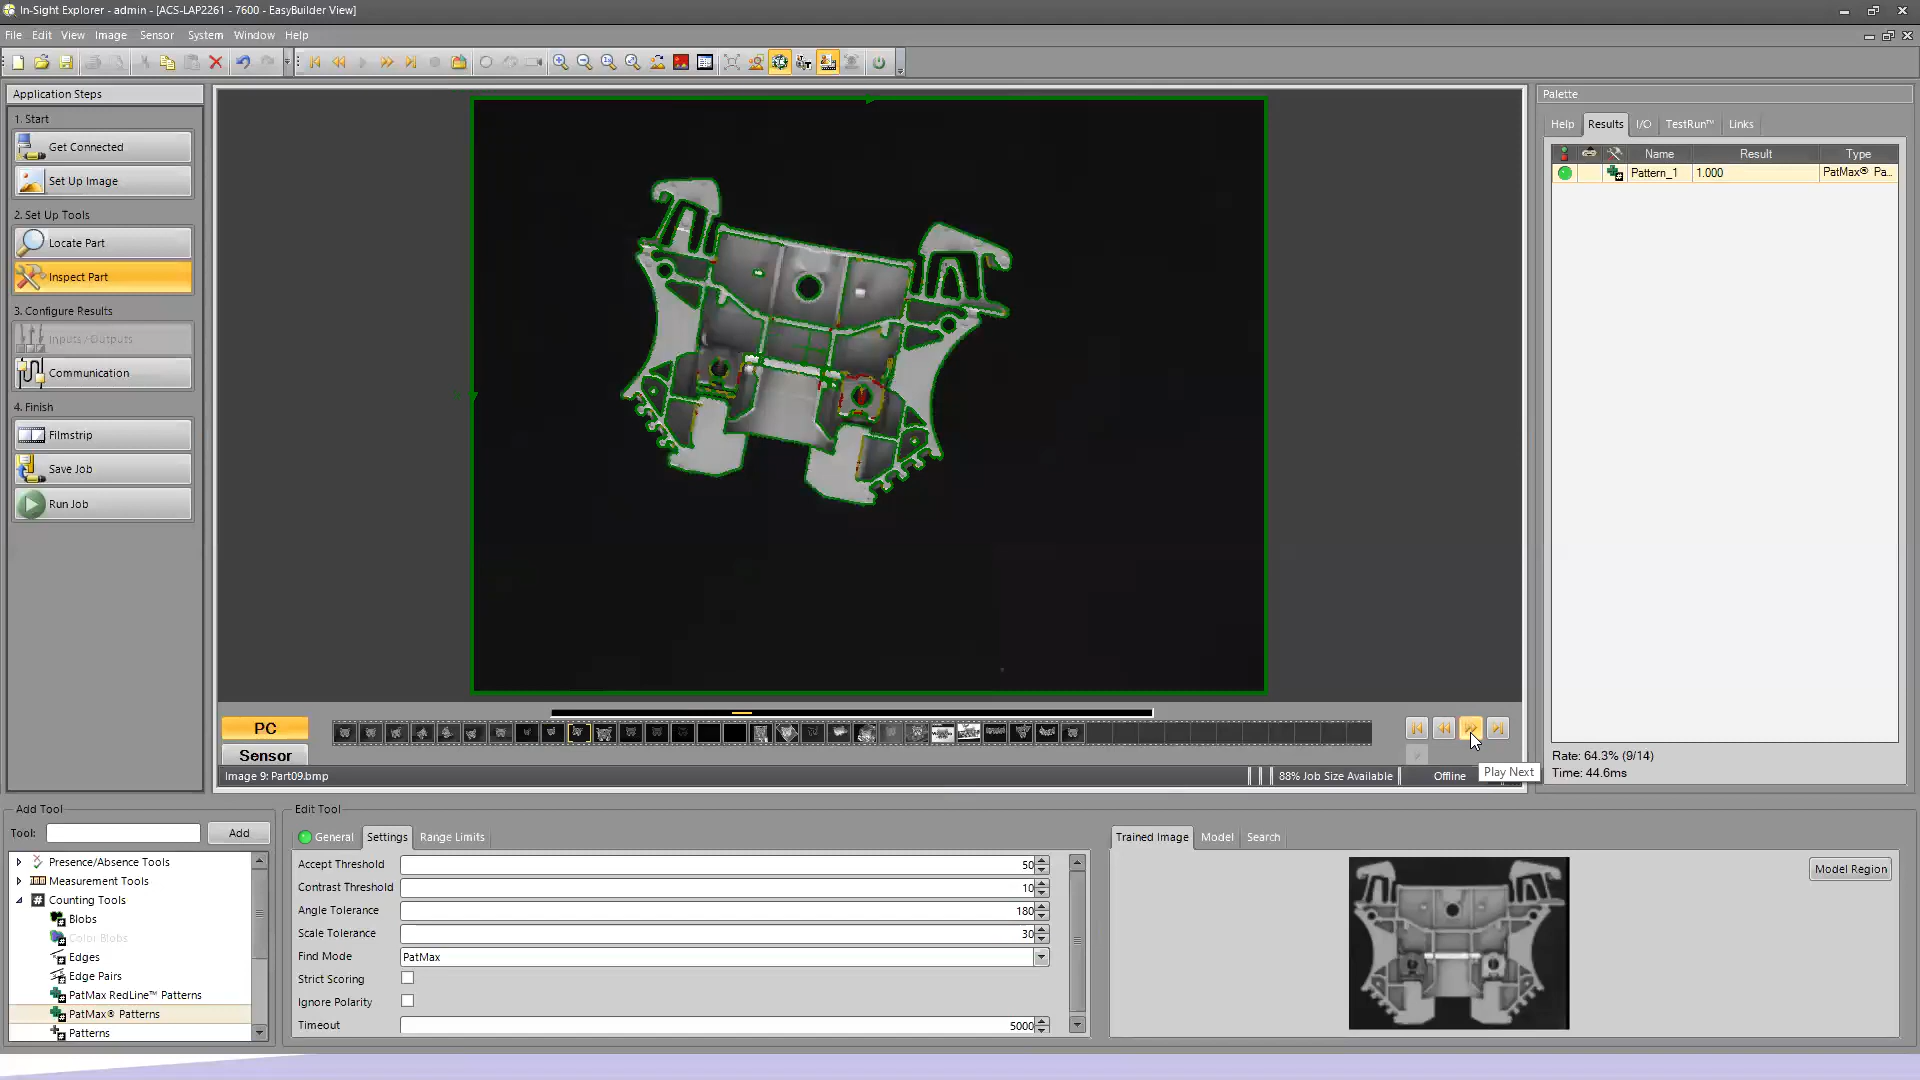 In-Sight Explorer - admin - [ACS-LAP2261 - 7600 - EasyBuilder View]
File Edit View Image Sensor System Window Help
Application Steps
1. Start
Get Connected
Set Up Image
2. Set Up Tools
Locate Part
Inspect Part
3. Configure Results
Inputs/Outputs
Communication
4. Finish
Filmstrip
Save Job
Run Job
PC
Sensor
Image 9: Part09.bmp
88% Job Size Available
Offline
Play Next
Palette
Help Results I/O TestRun™ Links
Name Result Type
Pattern_1 1.000 PatMax® Pa...
Rate: 64.3% (9/14)
Time: 44.6ms
Add Tool
Tool:
Add
Presence/Absence Tools
Measurement Tools
Counting Tools
Blobs
Color Blobs
Edges
Edge Pairs
PatMax RedLine™ Patterns
PatMax® Patterns
Patterns
Edit Tool
General Settings Range Limits
Accept Threshold 50
Contrast Threshold 10
Angle Tolerance 180
Scale Tolerance 30
Find Mode PatMax
Strict Scoring
Ignore Polarity
Timeout 5000
Trained Image Model Search
Model Region